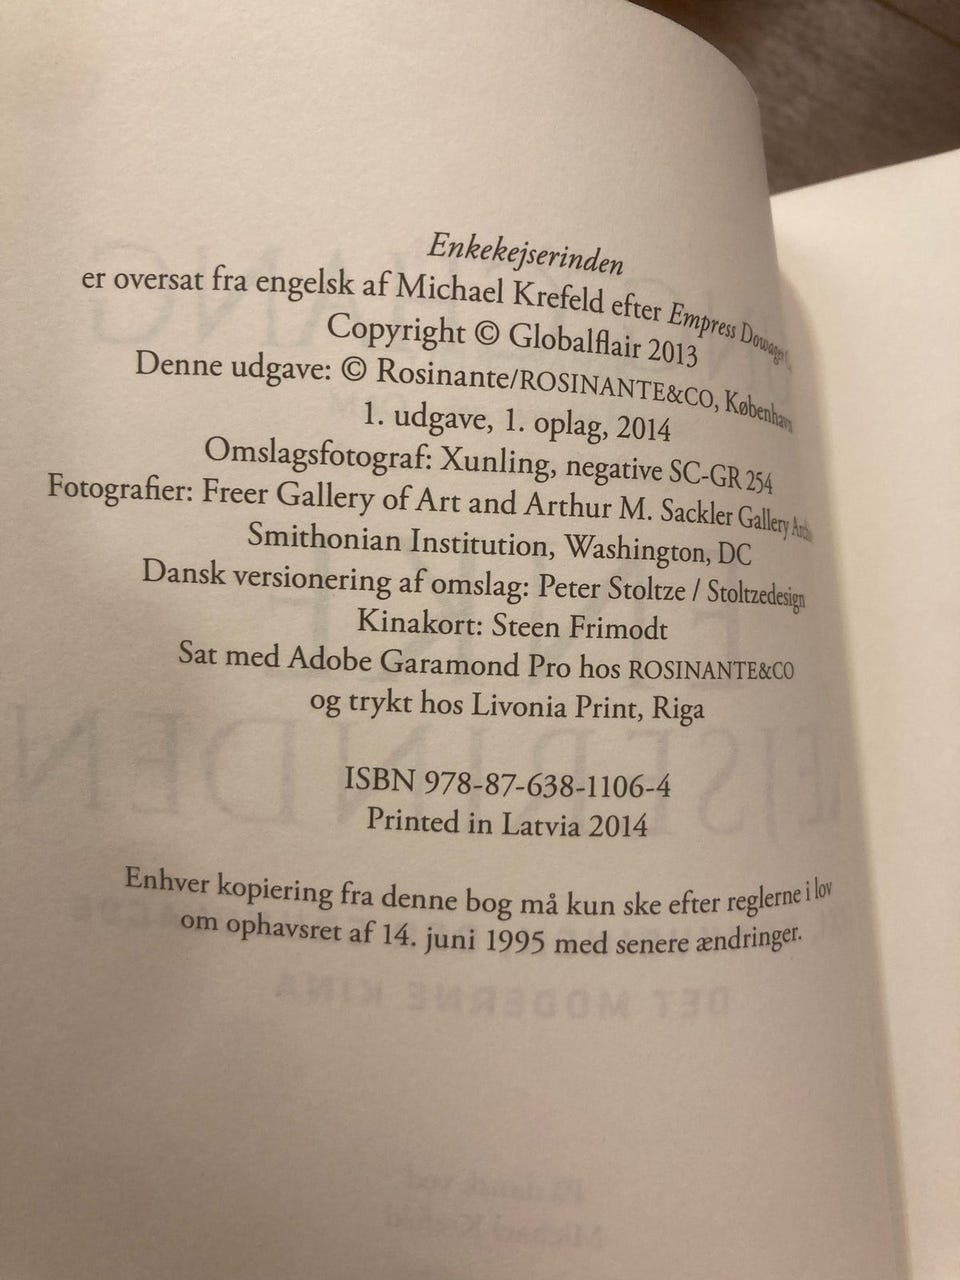 Enkekejserinden
er oversat fra engelsk af Michael Krefeld efter Empress Dowager
Copyright © Globalflair 2013
Denne udgave: © Rosinante/ROSINANTE&CO, København
1. udgave, 1. oplag, 2014
Omslagsfotograf: Xunling, negative SC-GR 254
Fotografier: Freer Gallery of Art and Arthur M. Sackler Gallery
Smithonian Institution, Washington, DC
Dansk versionering af omslag: Peter Stoltze / Stoltzedesign
Kinakort: Steen Frimodt
Sat med Adobe Garamond Pro hos ROSINANTE&CO
og trykt hos Livonia Print, Riga
ISBN 978-87-638-1106-4
Printed in Latvia 2014
Enhver kopiering fra denne bog må kun ske efter reglerne i lov
om ophavsret af 14. juni 1995 med senere ændringer.